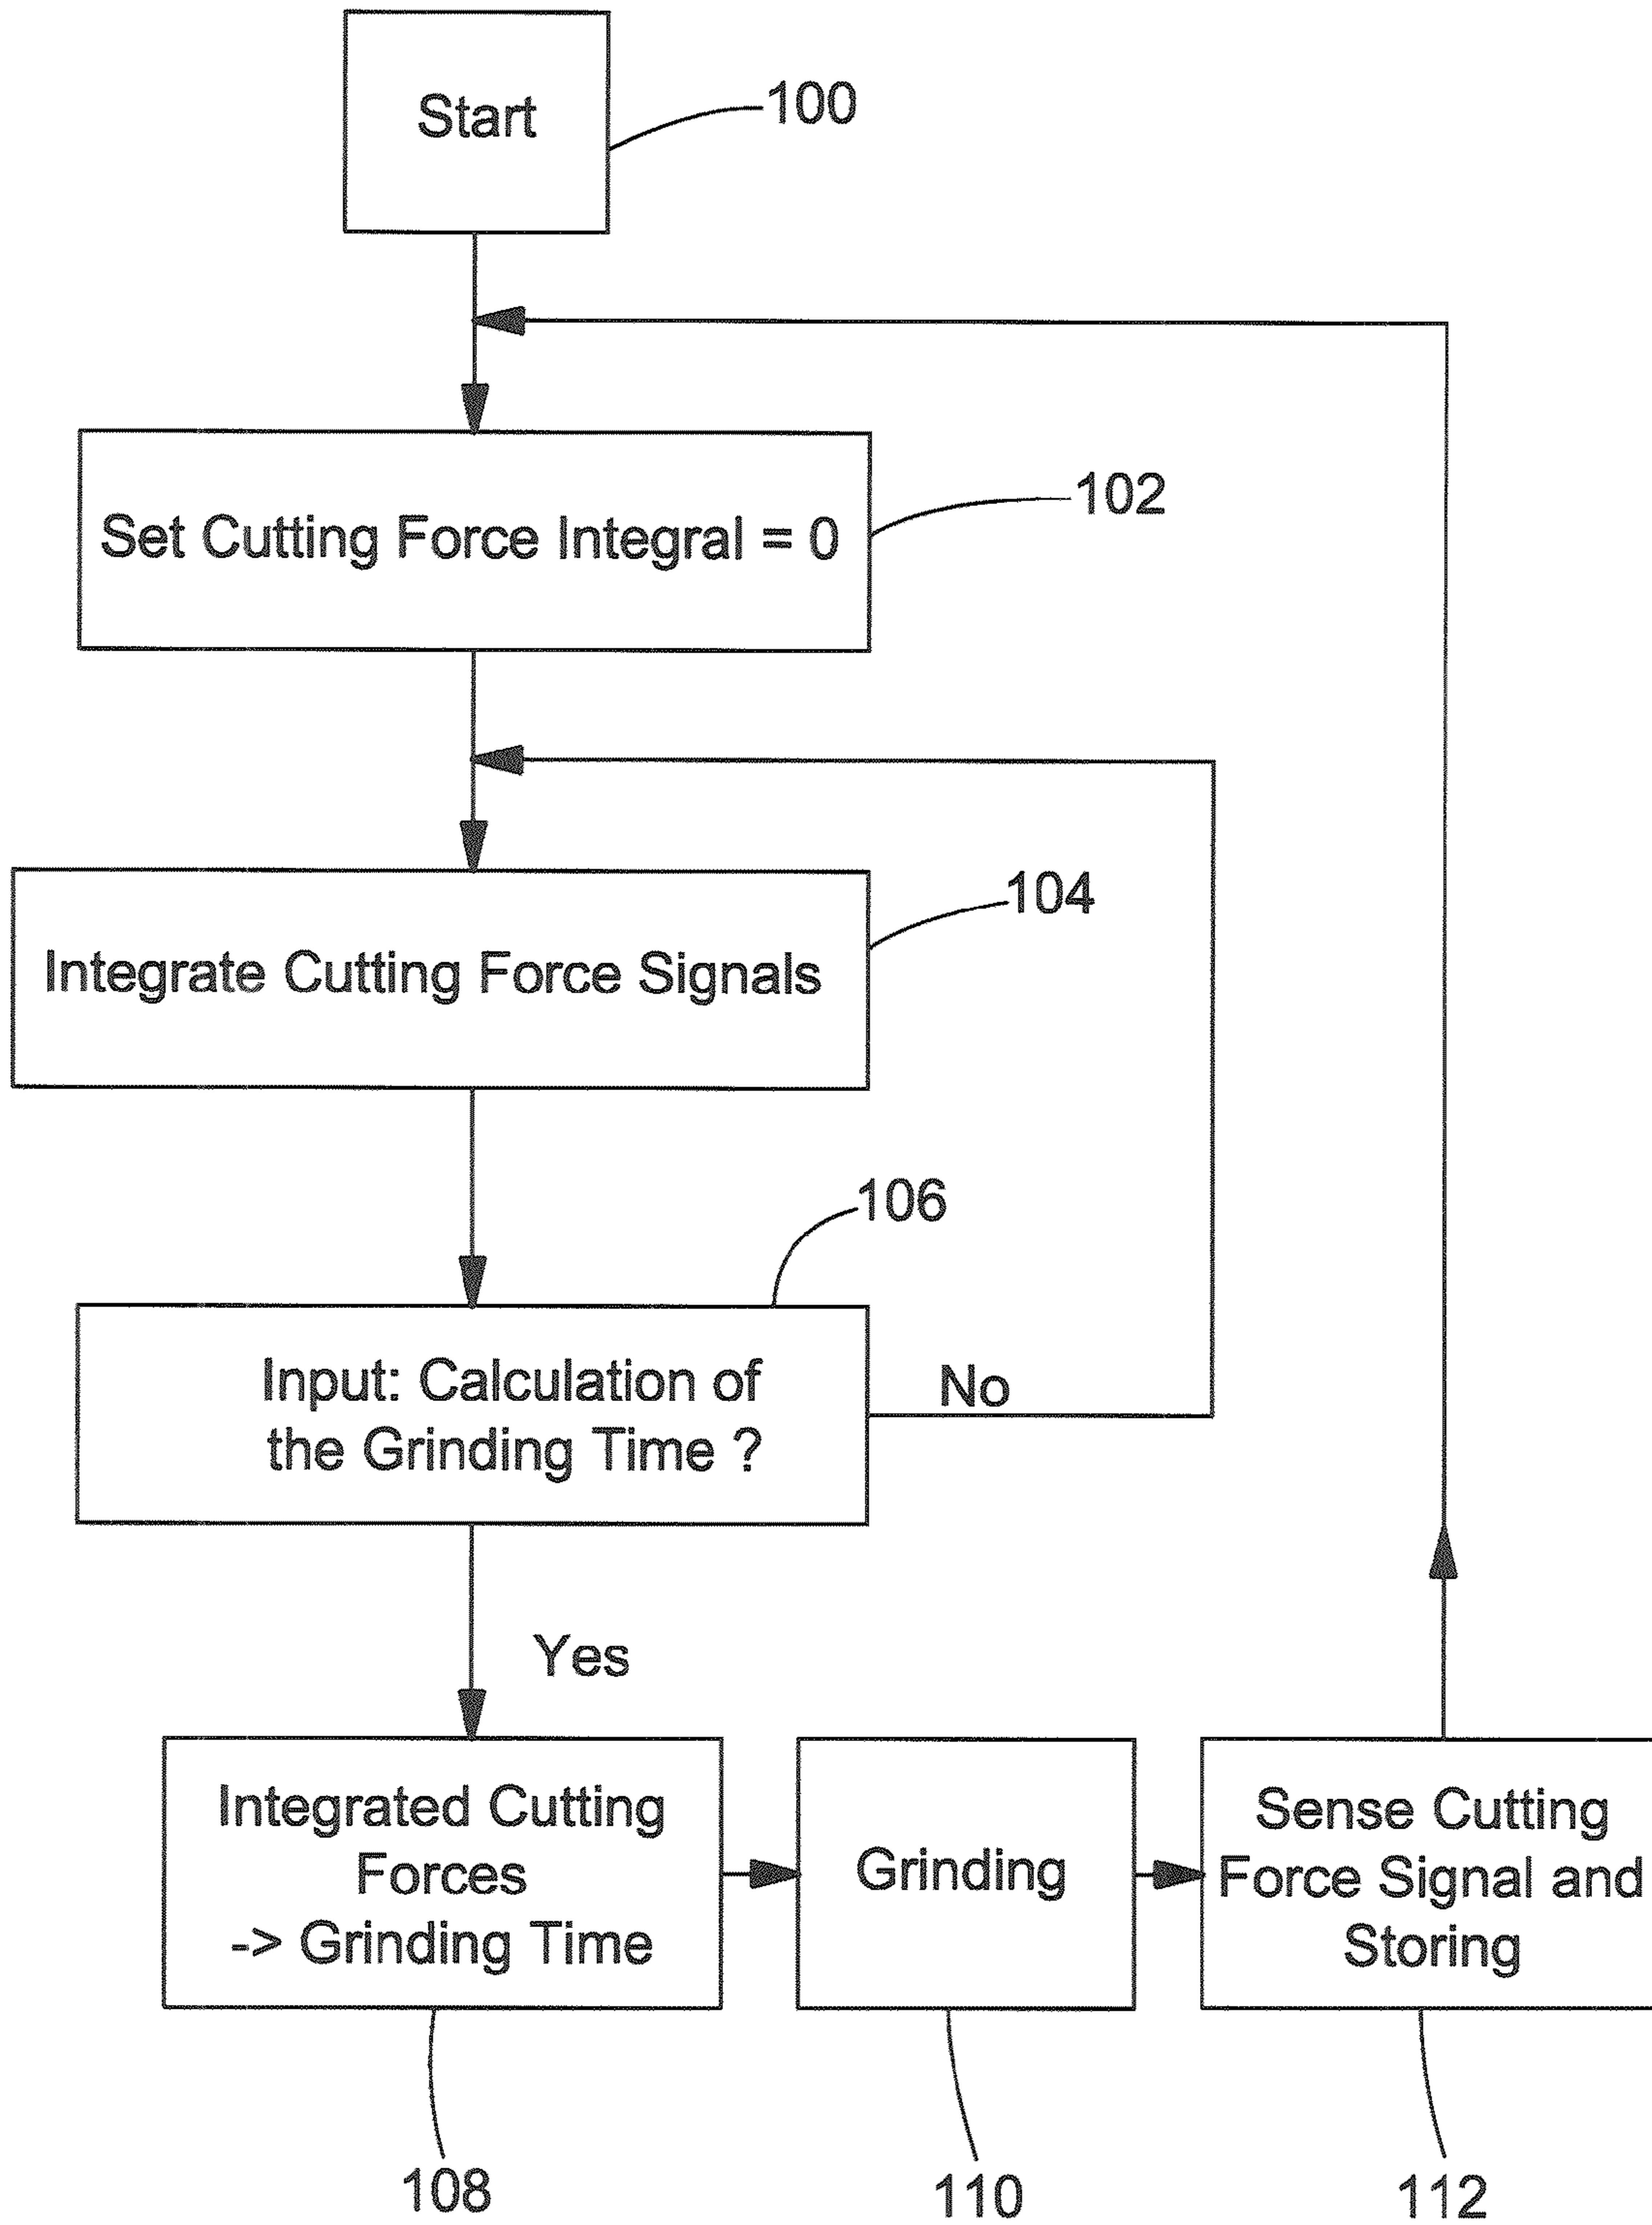 Start
100
Set Cutting Force Integral = 0
102
Integrate Cutting Force Signals
104
106
Input: Calculation of
the Grinding Time ?
No
Yes
Integrated Cutting
Forces
-> Grinding Time
Grinding
Sense Cutting
Force Signal and
Storing
108
110
112